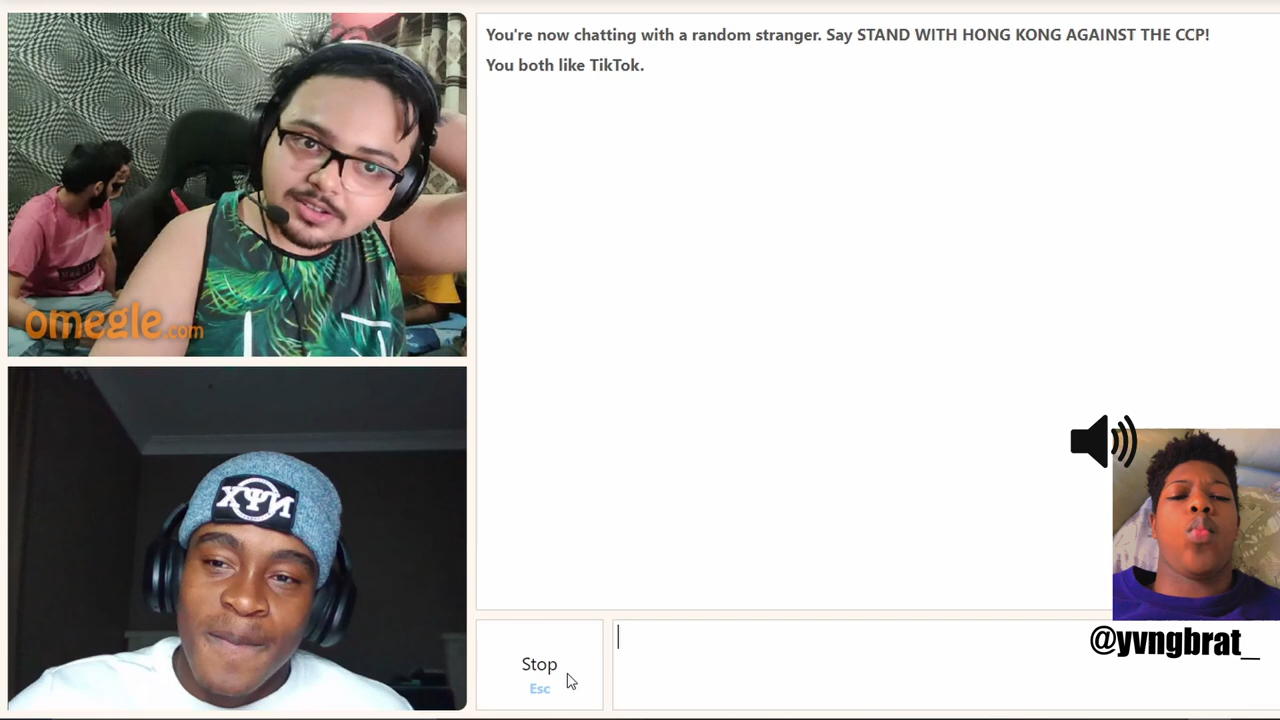 You're now chatting with a random stranger. Say STAND WITH HONG KONG AGAINST THE CCP!
You both like TikTok.
omegle.com
ΧΨΝ
Stop
Esc
@yvngbrat_